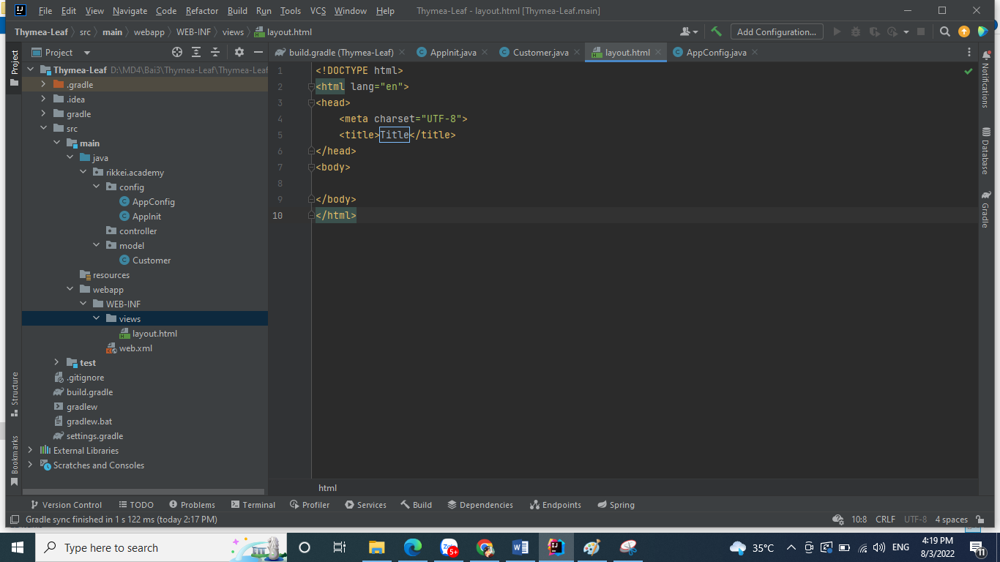 File Edit View Navigate Code Refactor Build Run Tools VCS Window Help Thymea-Leaf - layout.html [Thymea-Leaf.main]
Thymea-Leaf src main webapp WEB-INF views layout.html Add Configuration...
Project
build.gradle (Thymea-Leaf) AppInit.java Customer.java layout.html AppConfig.java
Project
Structure
Bookmarks
Thymea-Leaf D:\MD4\Bai3\Thymea-Leaf\Thymea-Leaf
.gradle
.idea
gradle
src
main
java
rikkei.academy
config
AppConfig
AppInit
controller
model
Customer
resources
webapp
WEB-INF
views
layout.html
web.xml
test
.gitignore
build.gradle
gradlew
gradlew.bat
settings.gradle
External Libraries
Scratches and Consoles
1 <!DOCTYPE html>
2 <html lang="en">
3 <head>
4 <meta charset="UTF-8">
5 <title>Title</title>
6 </head>
7 <body>
8
9 </body>
10 </html>
Notifications
Database
Gradle
html
Version Control TODO Problems Terminal Profiler Services Build Dependencies Endpoints Spring
Gradle sync finished in 1 s 122 ms (today 2:17 PM) 10:8 CRLF UTF-8 4 spaces
Type here to search
5+
35°C ENG
4:19 PM
8/3/2022
11